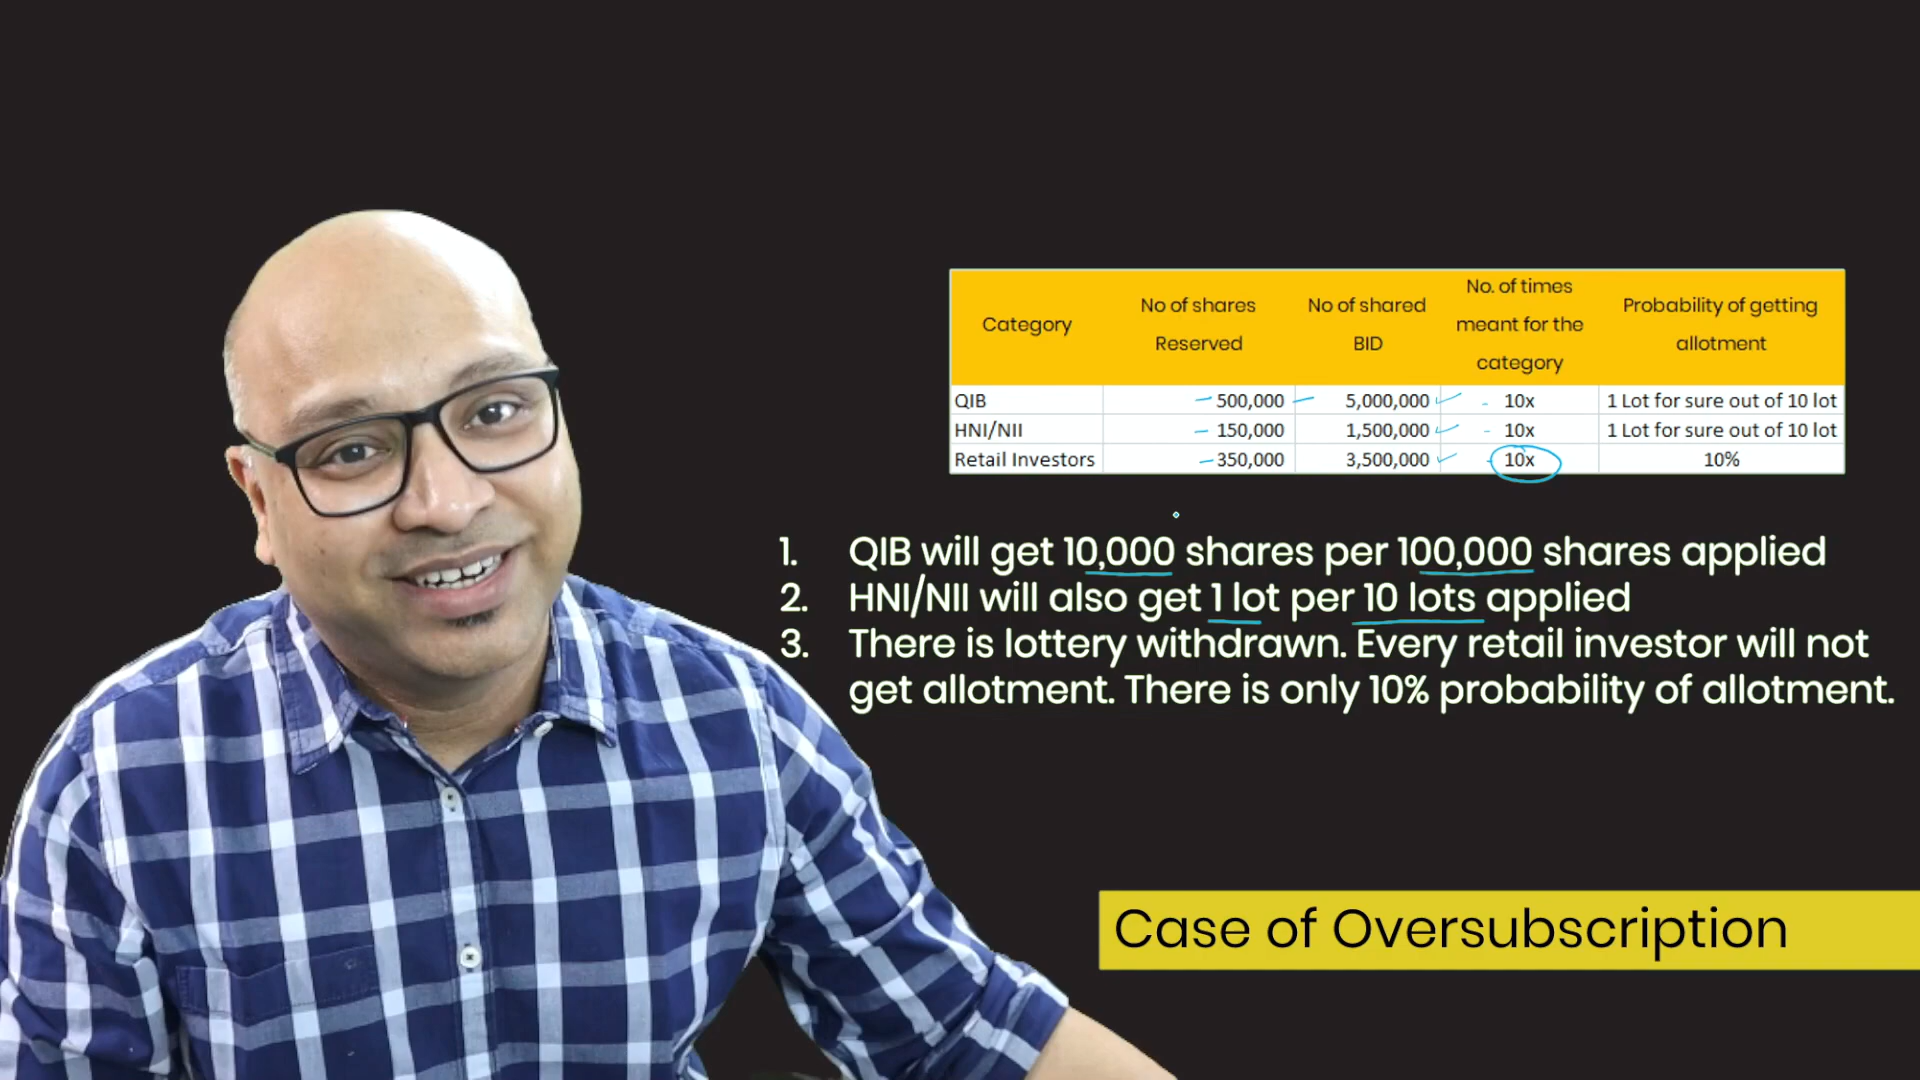 Category No of shares Reserved No of shared BID No. of times meant for the category Probability of getting allotment
QIB 500,000 5,000,000 10x 1 Lot for sure out of 10 lot
HNI/NII 150,000 1,500,000 10x 1 Lot for sure out of 10 lot
Retail Investors 350,000 3,500,000 10x 10%
1. QIB will get 10,000 shares per 100,000 shares applied
2. HNI/NII will also get 1 lot per 10 lots applied
3. There is lottery withdrawn. Every retail investor will not
get allotment. There is only 10% probability of allotment.
Case of Oversubscription